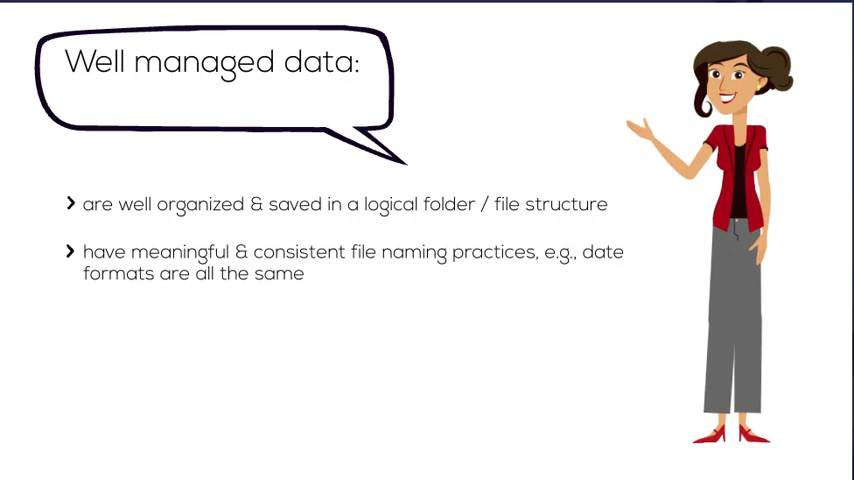 Well managed data:
are well organized & saved in a logical folder / file structure
have meaningful & consistent file naming practices, e.g., date
formats are all the same